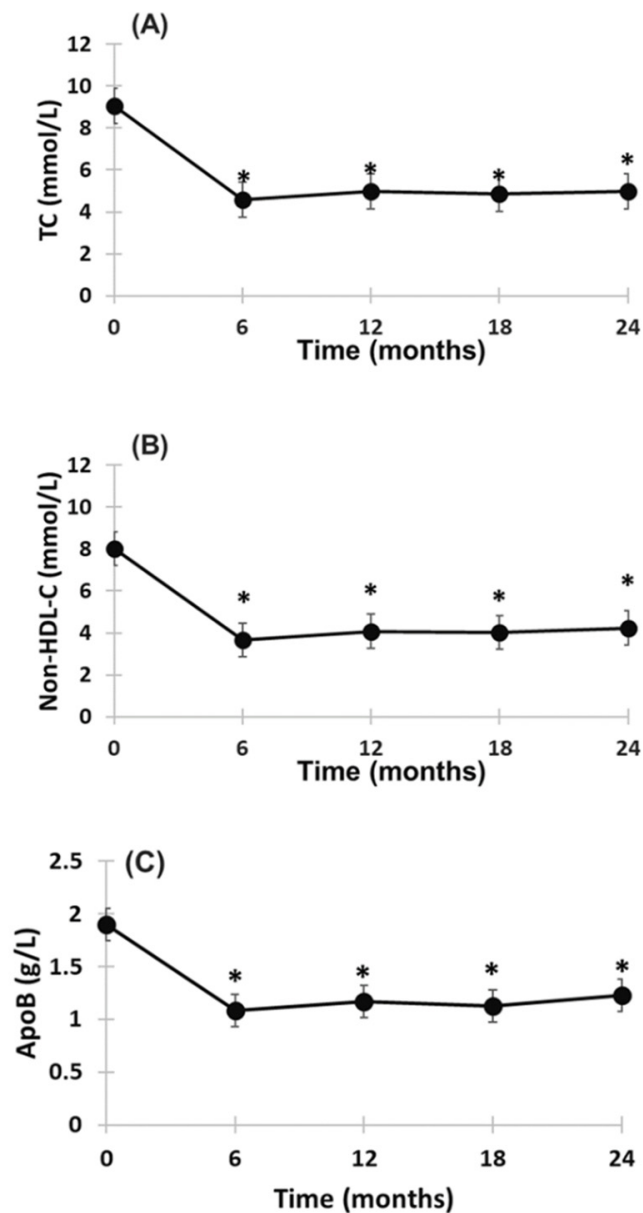 (A)
TC (mmol/L)
12
10
8
6
4
2
0
* * * *
0 6 12 18 24
Time (months)
(B)
Non-HDL-C (mmol/L)
12
10
8
6
4
2
0
* * * *
0 6 12 18 24
Time (months)
(C)
ApoB (g/L)
2.5
2
1.5
1
0.5
0
* * * *
0 6 12 18 24
Time (months)